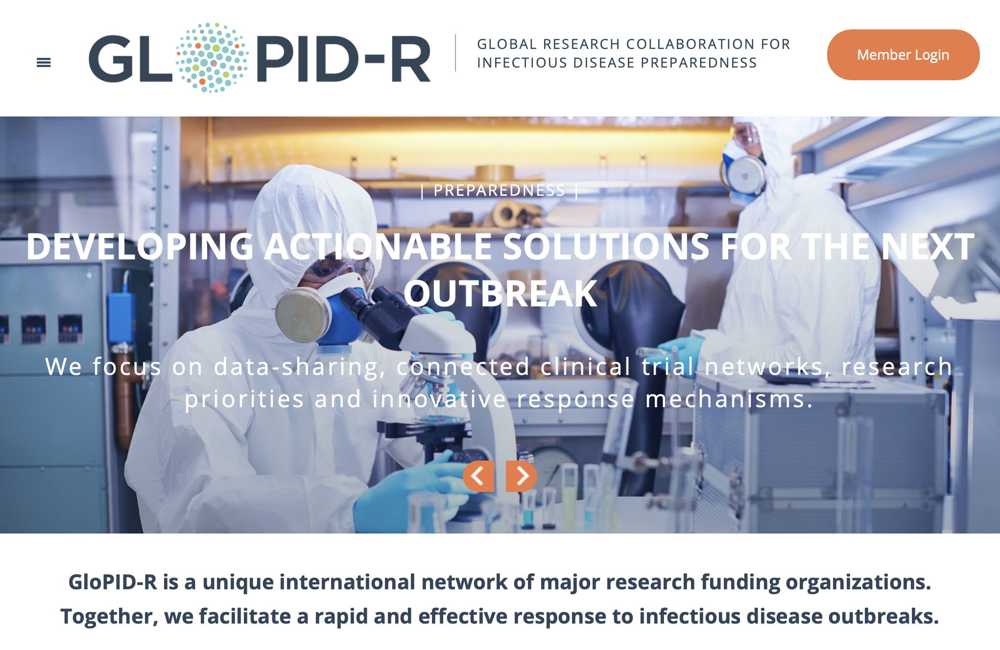 GLOPID-R
GLOBAL RESEARCH COLLABORATION FOR
INFECTIOUS DISEASE PREPAREDNESS
Member Login
| PREPAREDNESS |
DEVELOPING ACTIONABLE SOLUTIONS FOR THE NEXT
OUTBREAK
We focus on data-sharing, connected clinical trial networks, research
priorities and innovative response mechanisms.
GloPID-R is a unique international network of major research funding organizations.
Together, we facilitate a rapid and effective response to infectious disease outbreaks.